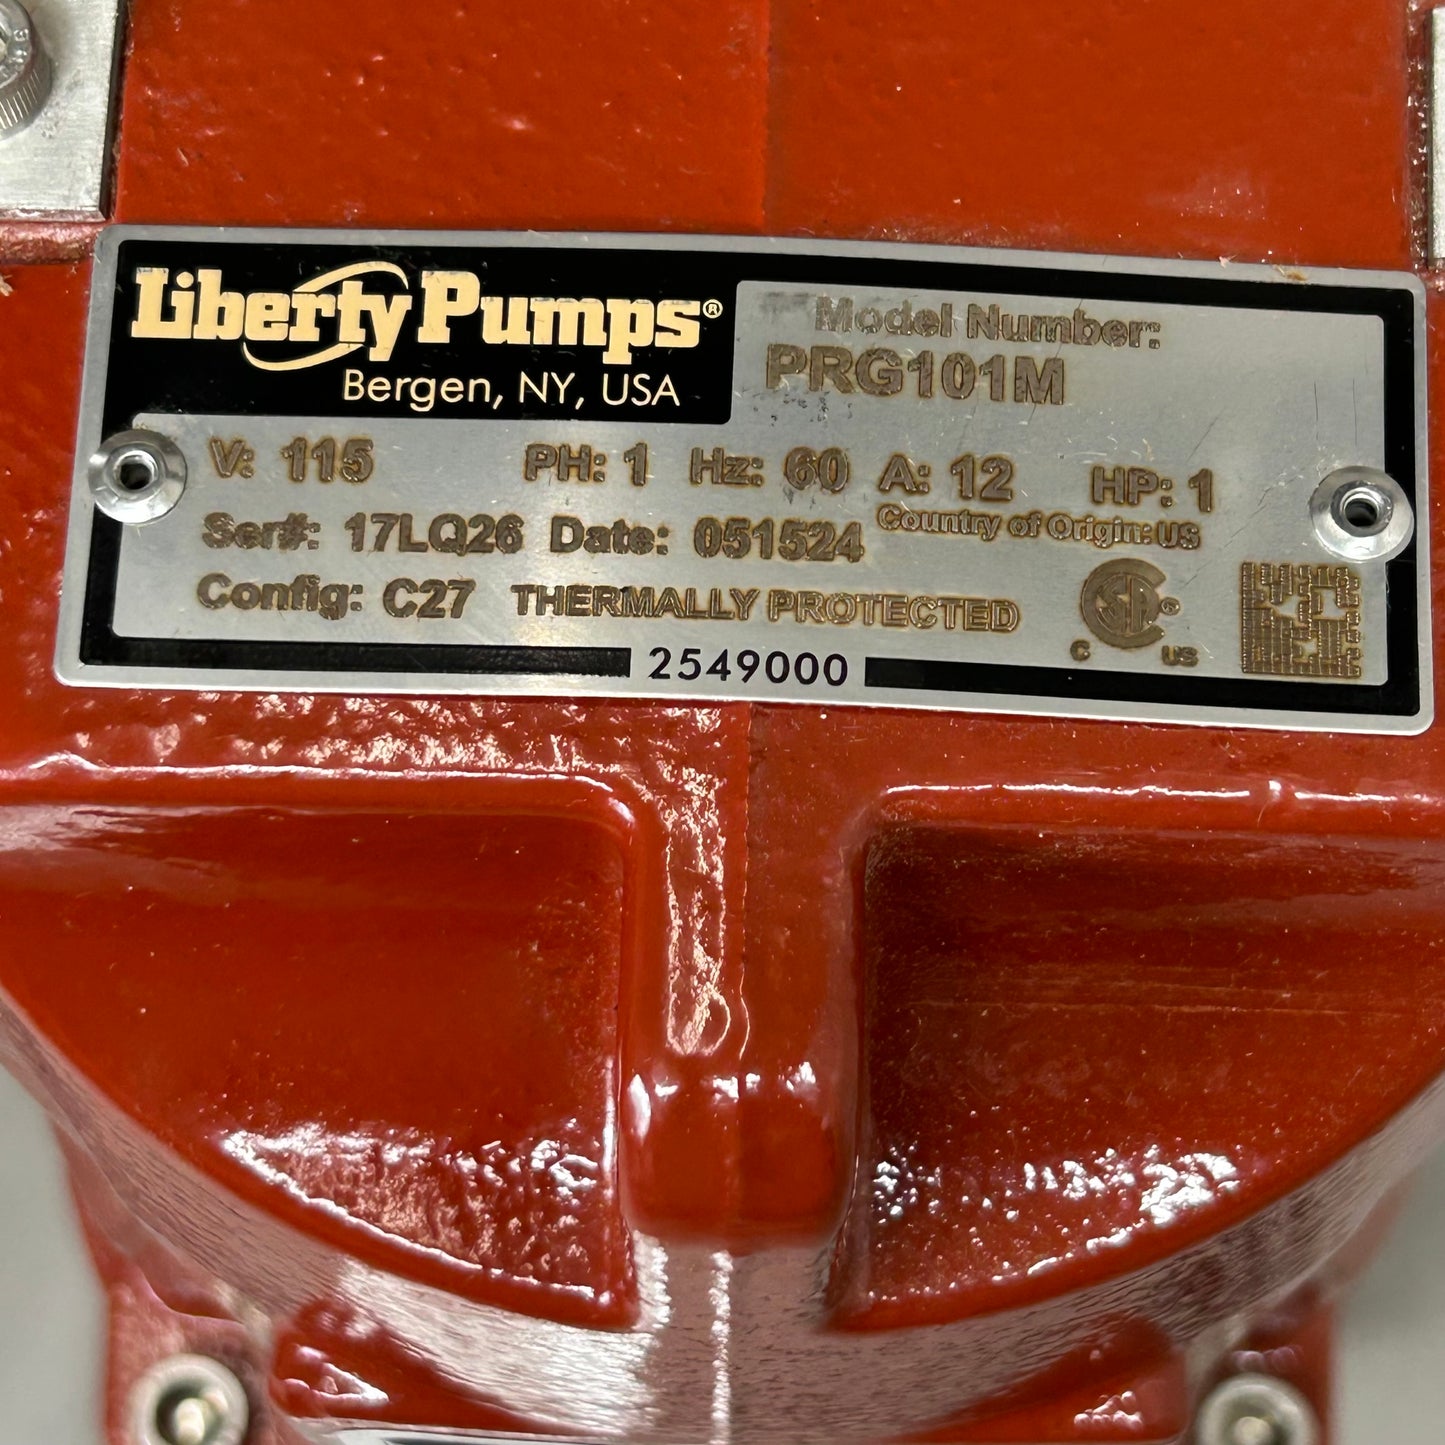 Liberty Pumps®
Bergen, NY, USA
Model Number:
PRG101M
V: 115 PH: 1 Hz: 60 A: 12 HP: 1
Ser#: 17LQ26 Date: 051524 Country of Origin: US
Config: C27 THERMALLY PROTECTED
CSA®
C US
2549000